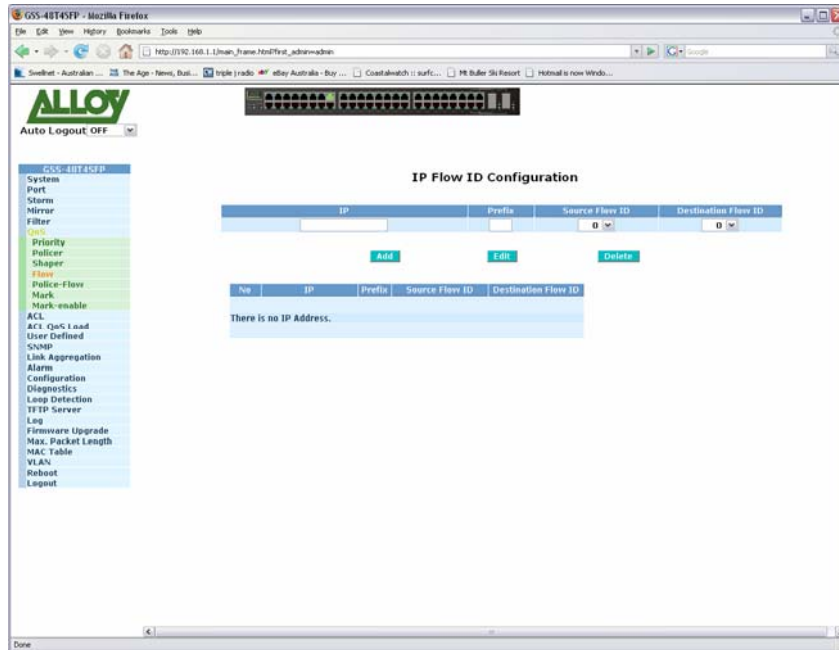 GSS-48T4SFP - Mozilla Firefox
File Edit View History Bookmarks Tools Help
http://192.168.1.1/main_frame.html?first_admin=admin
Google
Swellnet - Australian ... The Age - News, Busi... triple j radio eBay Australia - Buy ... Coastalwatch :: surfc... Mt Buller Ski Resort Hotmail is now Windo...
ALLOY
Auto Logout OFF
GSS-48T4SFP
System
Port
Storm
Mirror
Filter
QoS
Priority
Policer
Shaper
Flow
Police-Flow
Mark
Mark-enable
ACL
ACL QoS Load
User Defined
SNMP
Link Aggregation
Alarm
Configuration
Diagnostics
Loop Detection
TFTP Server
Log
Firmware Upgrade
Max. Packet Length
MAC Table
VLAN
Reboot
Logout
IP Flow ID Configuration
IP Prefix Source Flow ID Destination Flow ID
0 0
Add Edit Delete
No IP Prefix Source Flow ID Destination Flow ID
There is no IP Address.
Done